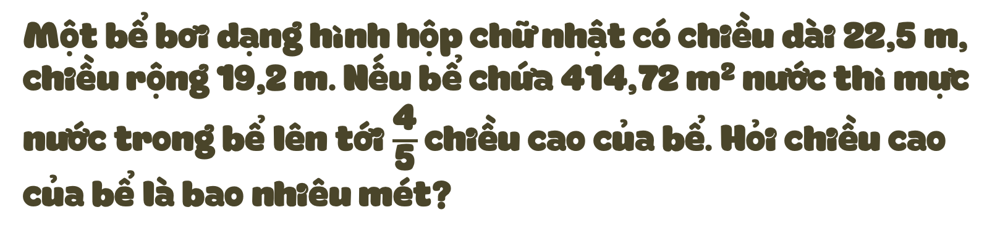 Một bể bơi dạng hình hộp chữ nhật có chiều dài 22,5 m,
chiều rộng 19,2 m. Nếu bể chứa 414,72 m² nước thì mực
nước trong bể lên tới 4/5 chiều cao của bể. Hỏi chiều cao
của bể là bao nhiêu mét?